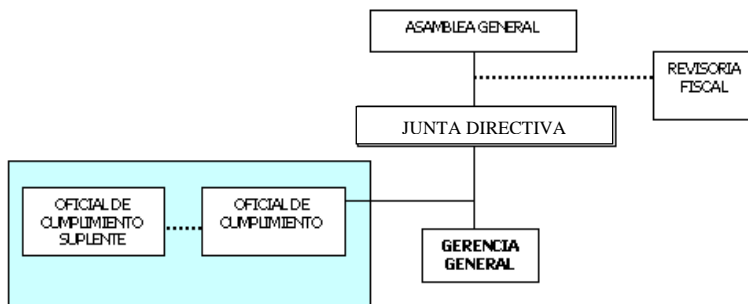 ASAMBLEA GENERAL
REVISORIA
FISCAL
JUNTA DIRECTIVA
OFICIAL DE
CUMPLIMIENTO
SUPLENTE
OFICIAL DE
CUMPLIMIENTO
GERENCIA
GENERAL